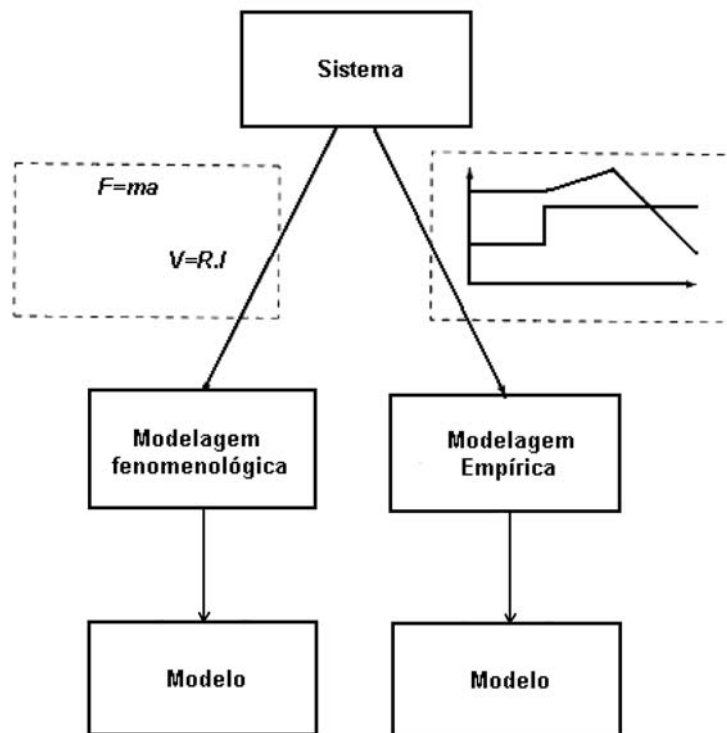 Sistema
F=ma
V=R.I
Modelagem
fenomenológica
Modelagem
Empírica
Modelo
Modelo